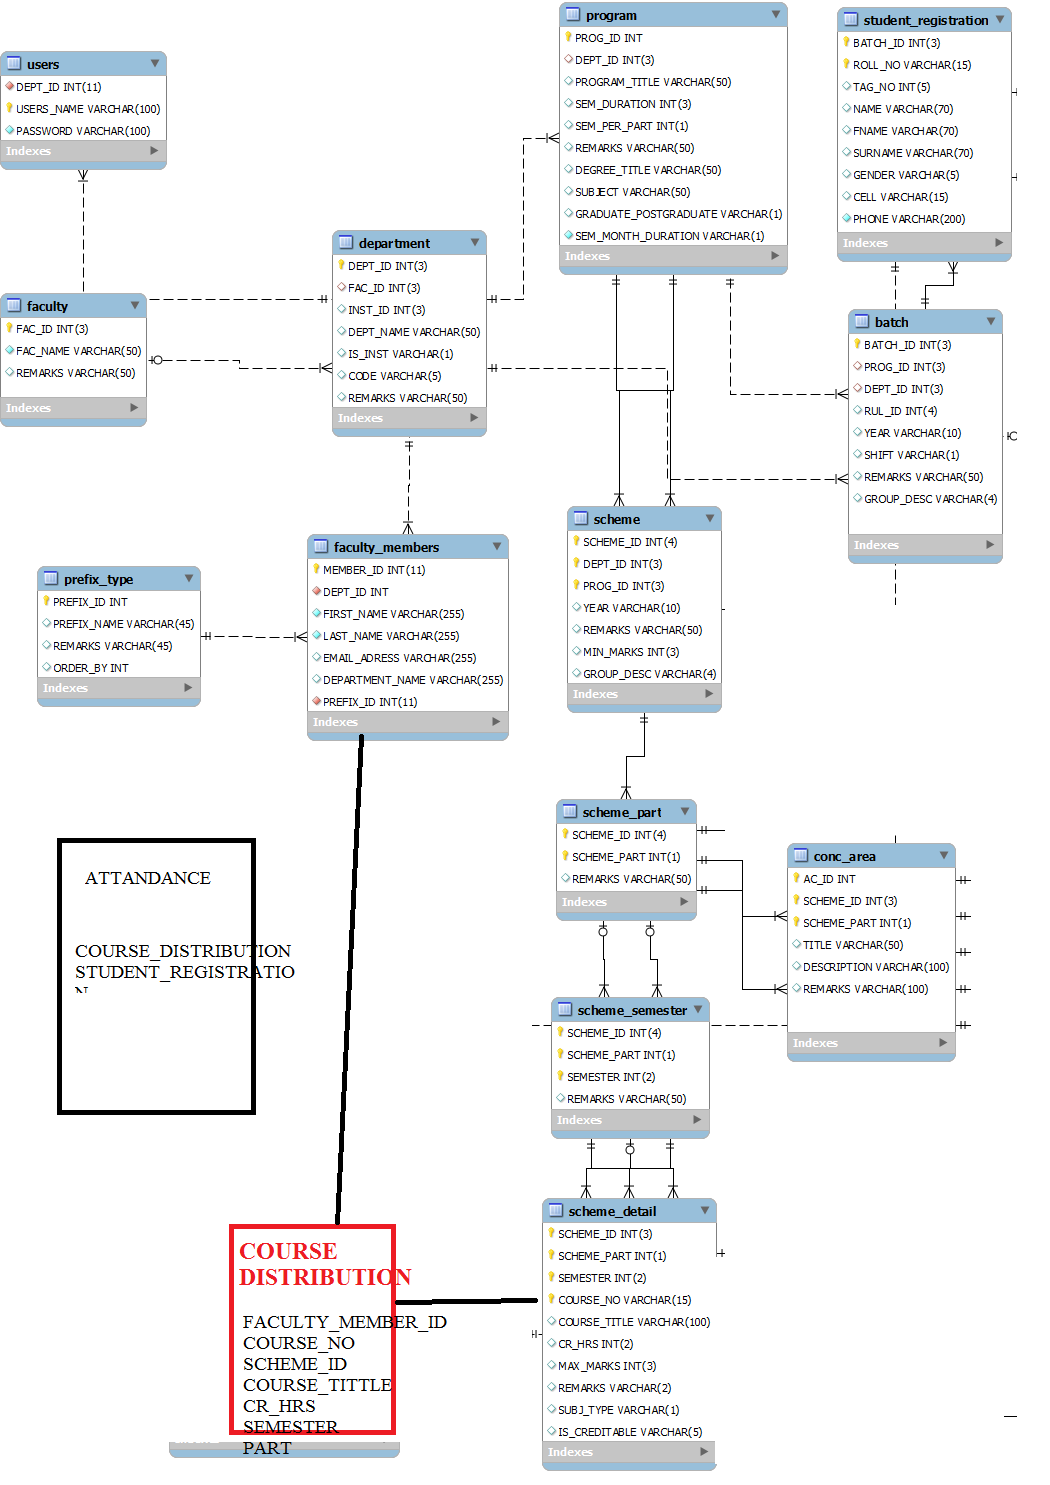 users
DEPT_ID INT(11)
USERS_NAME VARCHAR(100)
PASSWORD VARCHAR(100)
Indexes
faculty
FAC_ID INT(3)
FAC_NAME VARCHAR(50)
REMARKS VARCHAR(50)
Indexes
department
DEPT_ID INT(3)
FAC_ID INT(3)
INST_ID INT(3)
DEPT_NAME VARCHAR(50)
IS_INST VARCHAR(1)
CODE VARCHAR(5)
REMARKS VARCHAR(50)
Indexes
program
PROG_ID INT
DEPT_ID INT(3)
PROGRAM_TITLE VARCHAR(50)
SEM_DURATION INT(3)
SEM_PER_PART INT(1)
REMARKS VARCHAR(50)
DEGREE_TITLE VARCHAR(50)
SUBJECT VARCHAR(50)
GRADUATE_POSTGRADUATE VARCHAR(1)
SEM_MONTH_DURATION VARCHAR(1)
Indexes
student_registration
BATCH_ID INT(3)
ROLL_NO VARCHAR(15)
TAG_NO INT(5)
NAME VARCHAR(70)
FNAME VARCHAR(70)
SURNAME VARCHAR(70)
GENDER VARCHAR(5)
CELL VARCHAR(15)
PHONE VARCHAR(200)
Indexes
batch
BATCH_ID INT(3)
PROG_ID INT(3)
DEPT_ID INT(3)
RUL_ID INT(4)
YEAR VARCHAR(10)
SHIFT VARCHAR(1)
REMARKS VARCHAR(50)
GROUP_DESC VARCHAR(4)
Indexes
prefix_type
PREFIX_ID INT
PREFIX_NAME VARCHAR(45)
REMARKS VARCHAR(45)
ORDER_BY INT
Indexes
faculty_members
MEMBER_ID INT(11)
DEPT_ID INT
FIRST_NAME VARCHAR(255)
LAST_NAME VARCHAR(255)
EMAIL_ADRESS VARCHAR(255)
DEPARTMENT_NAME VARCHAR(255)
PREFIX_ID INT(11)
Indexes
scheme
SCHEME_ID INT(4)
DEPT_ID INT(3)
PROG_ID INT(3)
YEAR VARCHAR(10)
REMARKS VARCHAR(50)
MIN_MARKS INT(3)
GROUP_DESC VARCHAR(4)
Indexes
scheme_part
SCHEME_ID INT(4)
SCHEME_PART INT(1)
REMARKS VARCHAR(50)
Indexes
conc_area
AC_ID INT
SCHEME_ID INT(3)
SCHEME_PART INT(1)
TITLE VARCHAR(50)
DESCRIPTION VARCHAR(100)
REMARKS VARCHAR(100)
Indexes
ATTANDANCE
COURSE_DISTRIBUTION
STUDENT_REGISTRATIO
N
scheme_semester
SCHEME_ID INT(4)
SCHEME_PART INT(1)
SEMESTER INT(2)
REMARKS VARCHAR(50)
Indexes
COURSE
DISTRIBUTION
FACULTY_MEMBER_ID
COURSE_NO
SCHEME_ID
COURSE_TITTLE
CR_HRS
SEMESTER
PART
scheme_detail
SCHEME_ID INT(3)
SCHEME_PART INT(1)
SEMESTER INT(2)
COURSE_NO VARCHAR(15)
COURSE_TITLE VARCHAR(100)
CR_HRS INT(2)
MAX_MARKS INT(3)
REMARKS VARCHAR(2)
SUBJ_TYPE VARCHAR(1)
IS_CREDITABLE VARCHAR(5)
Indexes